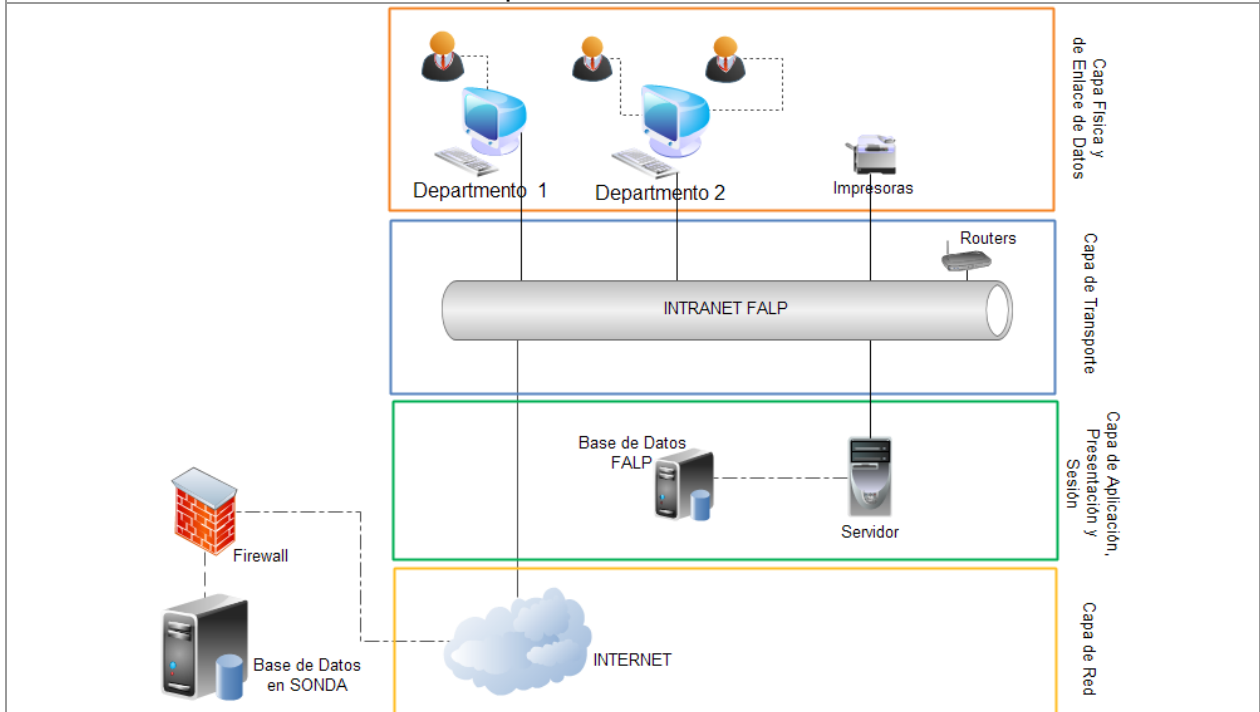 Capa Física y
de Enlace de Datos
Departmento 1
Departmento 2
Impresoras
Routers
Capa de Transporte
INTRANET FALP
Base de Datos
FALP
Servidor
Capa de Aplicación,
Presentación y
Sesión
Firewall
Base de Datos
en SONDA
INTERNET
Capa de Red